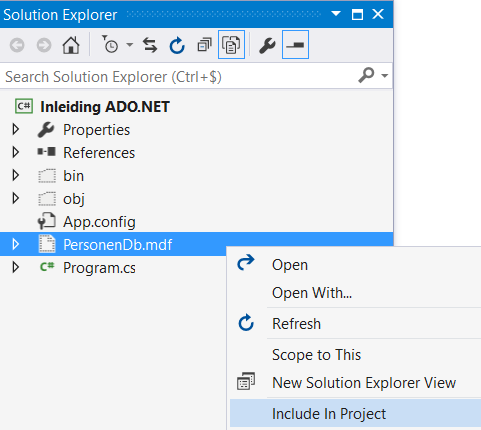 Solution Explorer
Search Solution Explorer (Ctrl+$)
C# Inleiding ADO.NET
Properties
References
bin
obj
App.config
PersonenDb.mdf
C# Program.cs
Open
Open With...
Refresh
Scope to This
New Solution Explorer View
Include In Project